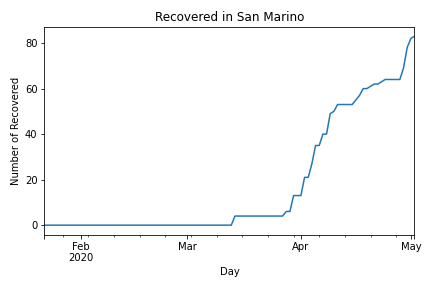 Recovered in San Marino
Number of Recovered
80
60
40
20
0
Feb
2020
Mar
Apr
May
Day